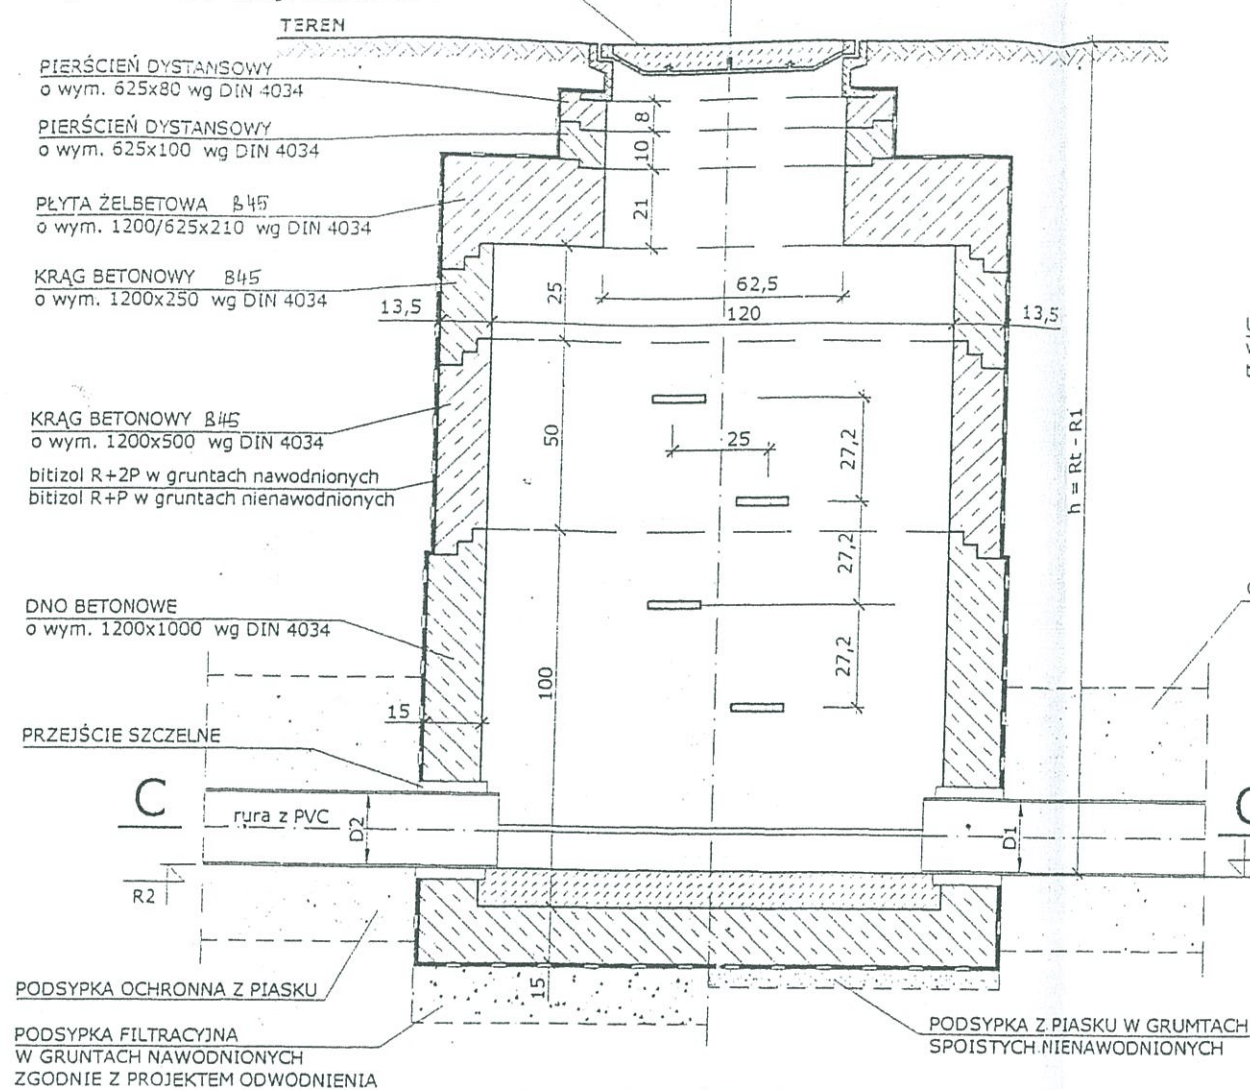 TEREN
PIERŚCIEŃ DYSTANSOWY
o wym. 625x80 wg DIN 4034
PIERŚCIEŃ DYSTANSOWY
o wym. 625x100 wg DIN 4034
PŁYTA ŻELBETOWA B45
o wym. 1200/625x210 wg DIN 4034
KRĄG BETONOWY B45
o wym. 1200x250 wg DIN 4034
KRĄG BETONOWY B45
o wym. 1200x500 wg DIN 4034
bitizol R+2P w gruntach nawodnionych
bitizol R+P w gruntach nienawodnionych
DNO BETONOWE
o wym. 1200x1000 wg DIN 4034
PRZEJŚCIE SZCZELNE
C
rura z PVC
D2
R2
PODSYPKA OCHRONNA Z PIASKU
PODSYPKA FILTRACYJNA
W GRUNTACH NAWODNIONYCH
ZGODNIE Z PROJEKTEM ODWODNIENIA
8
10
21
25
62,5
13,5
120
13,5
50
25
27,2
27,2
27,2
100
15
15
h = Rt - R1
D1
PODSYPKA Z PIASKU W GRUMTACH
SPOISTYCH NIENAWODNIONYCH